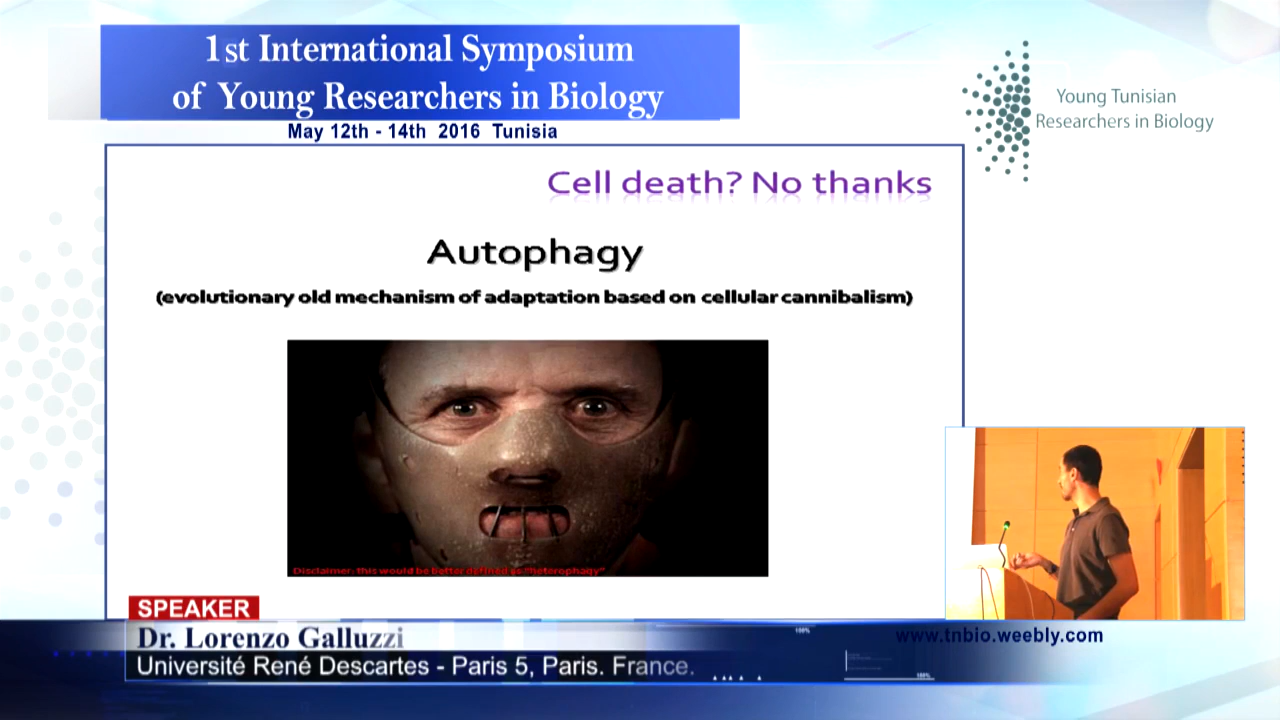 1st International Symposium
of Young Researchers in Biology
May 12th - 14th 2016 Tunisia
Young Tunisian
Researchers in Biology
Cell death? No thanks
Autophagy
(evolutionary old mechanism of adaptation based on cellular cannibalism)
Disclaimer: this would be better defined as "heterophagy"
SPEAKER
Dr. Lorenzo Galluzzi
Université René Descartes - Paris 5, Paris. France.
100%
www.tnbio.weebly.com
100%